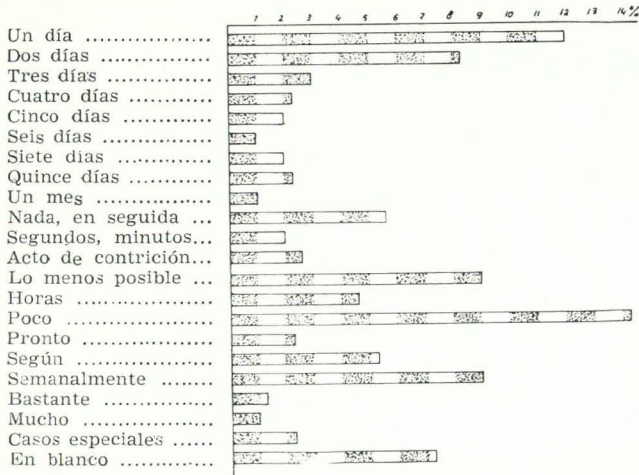 1 2 3 4 5 6 7 8 9 10 11 12 13 14%
Un día ..................
Dos días ................
Tres días ...............
Cuatro días ............
Cinco días .............
Seis días ...............
Siete dias .............
Quince días ............
Un mes .................
Nada, en seguida ...
Segundos, minutos...
Acto de contrición...
Lo menos posible ...
Horas ..................
Poco ....................
Pronto ..................
Según ..................
Semanalmente ........
Bastante ...............
Mucho ..................
Casos especiales ......
En blanco ..............